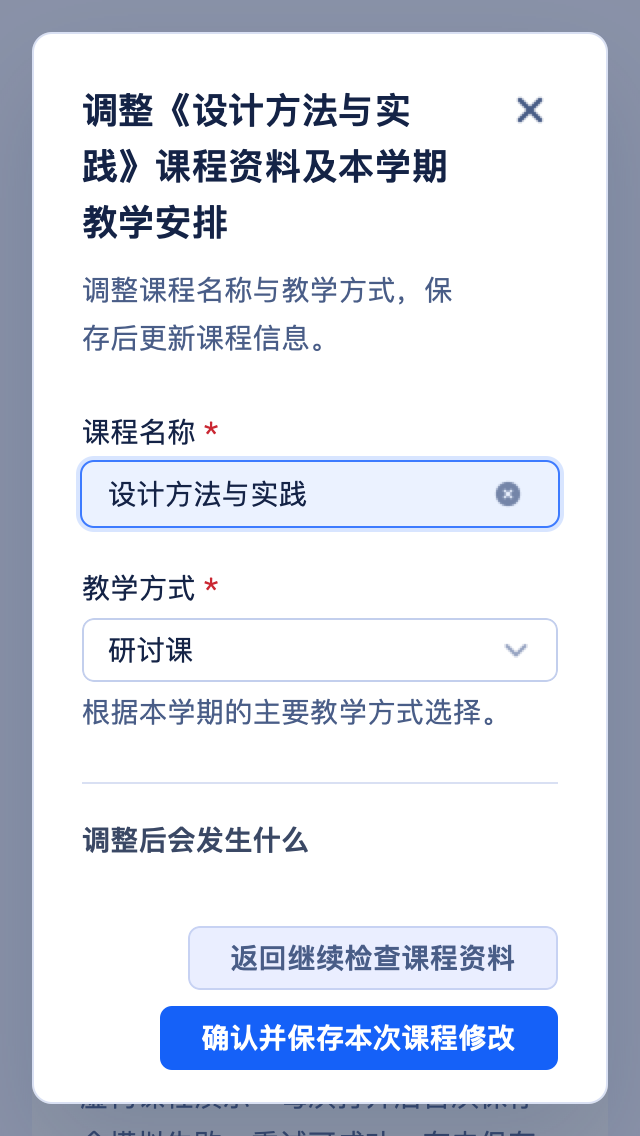 调整《设计方法与实
践》课程资料及本学期
教学安排
调整课程名称与教学方式，保
存后更新课程信息。
课程名称 *
设计方法与实践
教学方式 *
研讨课
根据本学期的主要教学方式选择。
调整后会发生什么
返回继续检查课程资料
确认并保存本次课程修改